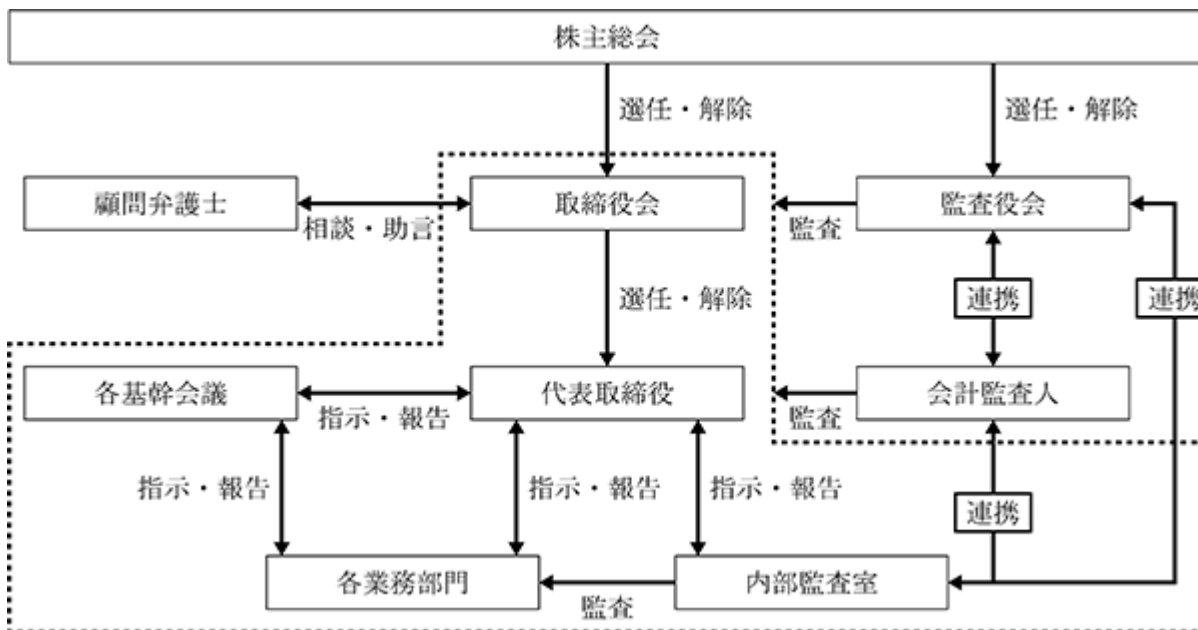 株主総会
選任・解除
選任・解除
顧問弁護士
取締役会
監査役会
相談・助言
監査
選任・解除
連携
連携
各基幹会議
代表取締役
会計監査人
指示・報告
監査
指示・報告
指示・報告
指示・報告
連携
各業務部門
内部監査室
監査